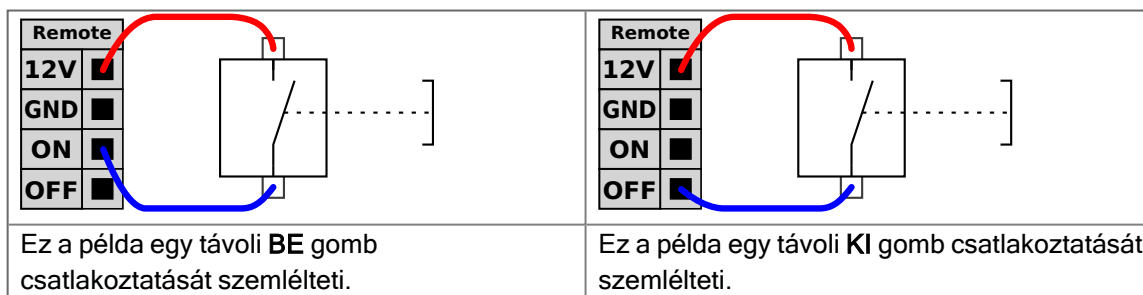 Remote
12V
GND
ON
OFF
Ez a példa egy távoli BE gomb
csatlakoztatását szemlélteti.
Remote
12V
GND
ON
OFF
Ez a példa egy távoli KI gomb csatlakoztatását
szemlélteti.